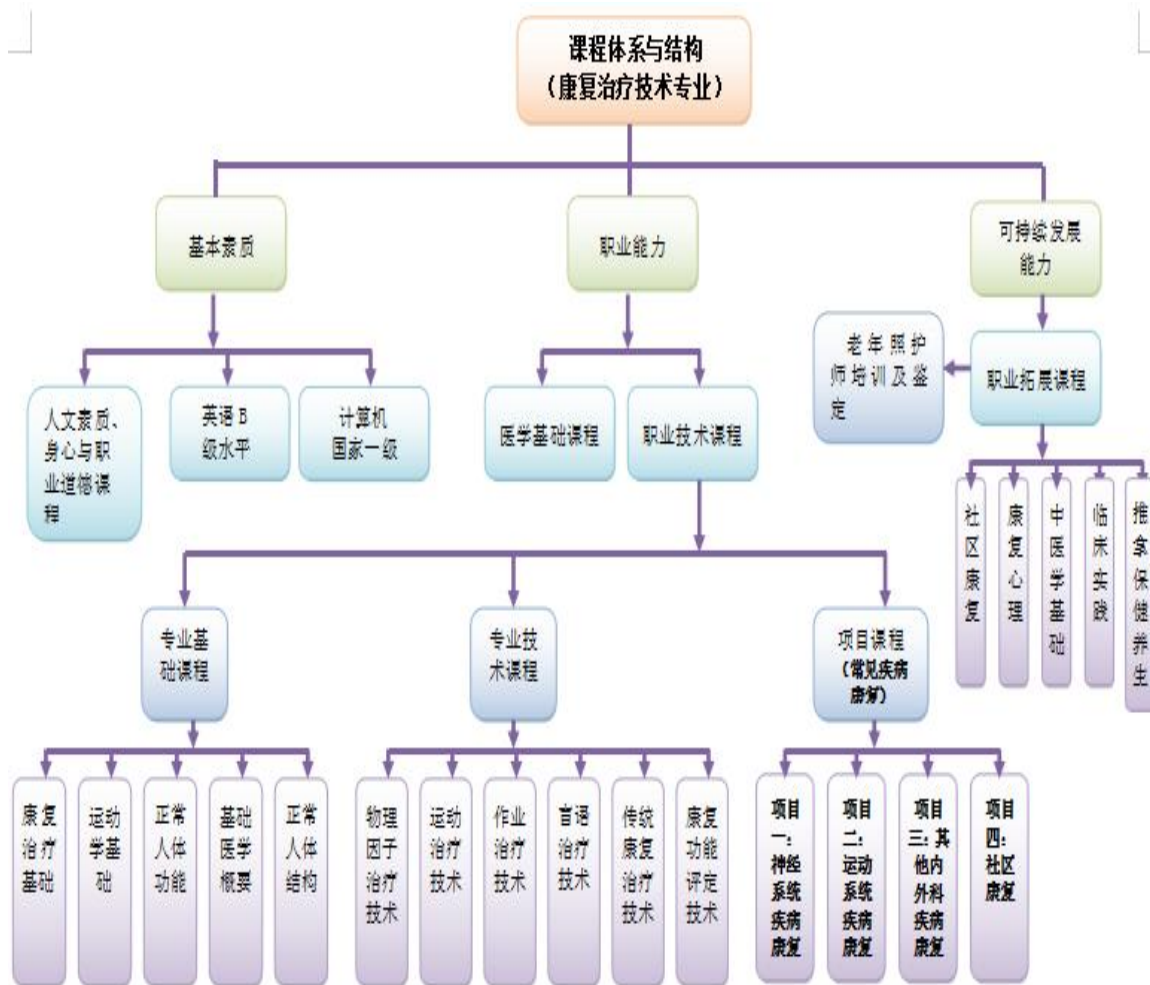 课程体系与结构
（康复治疗技术专业）
基本素质
职业能力
可持续发展
能力
老年照护
师培训及鉴
定
职业拓展课程
人文素质、
身心与职
业道德课
程
英语B
级水平
计算机
国家一级
医学基础课程
职业技术课程
社区康复
康复心理
中医学基础
临床实践
推拿保健养生
专业基
础课程
专业技
术课程
项目课程
（常见疾病
康复）
康复
治疗
基础
运动
学基
础
正常
人体
功能
基础
医学
概要
正常
人体
结构
物理
因子
治疗
技术
运动
治疗
技术
作业
治疗
技术
言语
治疗
技术
传统
康复
治疗
技术
康复
功能
评定
技术
项目
一：
神经
系统
疾病
康复
项目
二：
运动
系统
疾病
康复
项目
三：其
他内
外科
疾病
康复
项目
四：
社区
康复